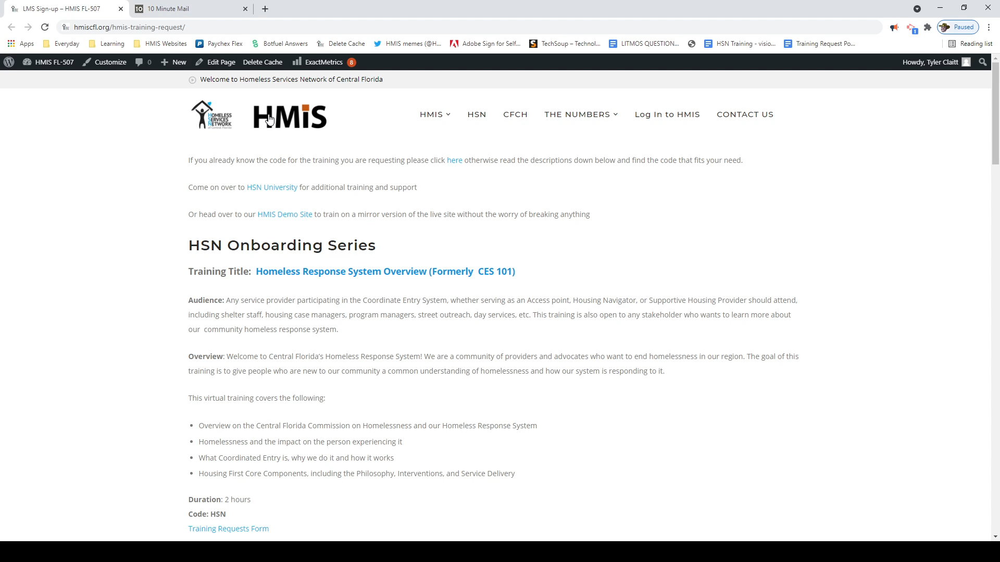 LMS Sign-up – HMIS FL-507
10 10 Minute Mail
hmiscfl.org/hmis-training-request/
Paused
Apps Everyday Learning HMIS Websites Paychex Flex Botfuel Answers Delete Cache HMIS memes (@H... Adobe Sign for Self... TechSoup – Technol... LITMOS QUESTION... HSN Training - visio... Training Request Po... Reading list
HMIS FL-507 Customize 0 New Edit Page Delete Cache ExactMetrics 8 Howdy, Tyler Claitt
Welcome to Homeless Services Network of Central Florida
HOMELESS
SERVICES
NETWORK
of Central Florida
HMIS
HMIS HSN CFCH THE NUMBERS Log In to HMIS CONTACT US
If you already know the code for the training you are requesting please click here otherwise read the descriptions down below and find the code that fits your need.
Come on over to HSN University for additional training and support
Or head over to our HMIS Demo Site to train on a mirror version of the live site without the worry of breaking anything
HSN Onboarding Series
Training Title: Homeless Response System Overview (Formerly CES 101)
Audience: Any service provider participating in the Coordinate Entry System, whether serving as an Access point, Housing Navigator, or Supportive Housing Provider should attend,
including shelter staff, housing case managers, program managers, street outreach, day services, etc. This training is also open to any stakeholder who wants to learn more about
our community homeless response system.
Overview: Welcome to Central Florida's Homeless Response System! We are a community of providers and advocates who want to end homelessness in our region. The goal of this
training is to give people who are new to our community a common understanding of homelessness and how our system is responding to it.
This virtual training covers the following:
• Overview on the Central Florida Commission on Homelessness and our Homeless Response System
• Homelessness and the impact on the person experiencing it
• What Coordinated Entry is, why we do it and how it works
• Housing First Core Components, including the Philosophy, Interventions, and Service Delivery
Duration: 2 hours
Code: HSN
Training Requests Form